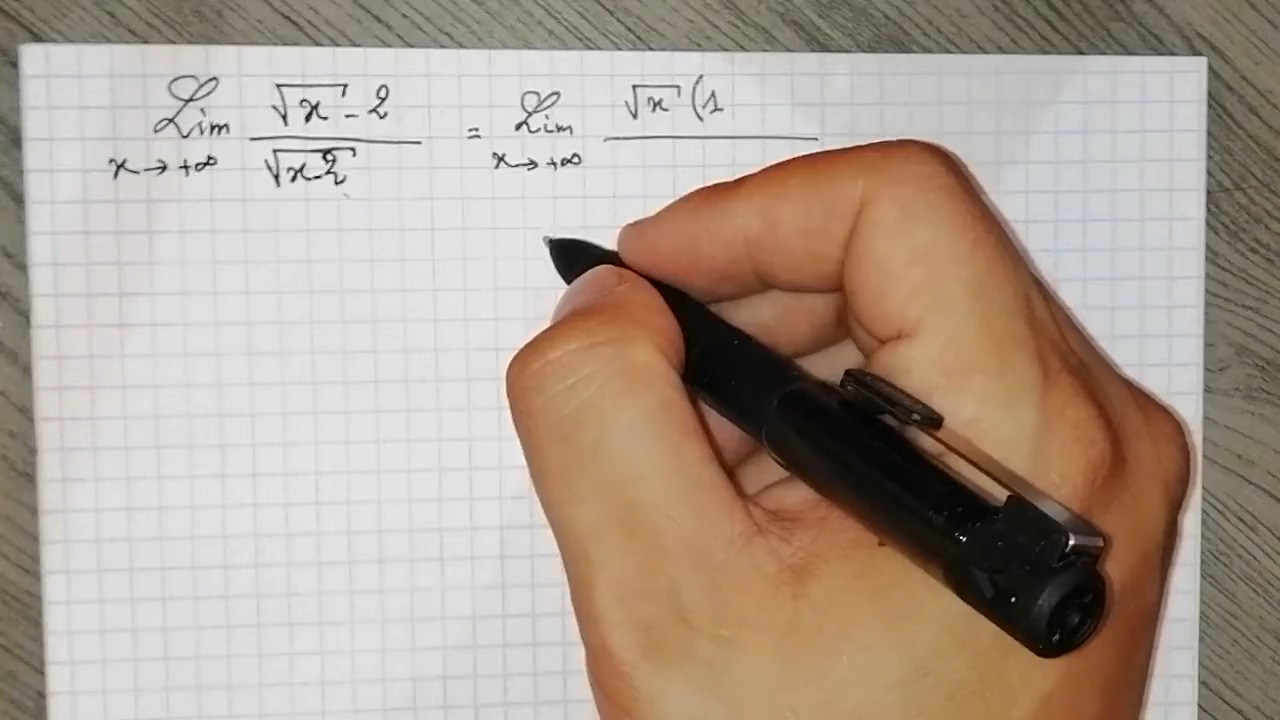 Lim x→+∞ (√x - 2)/(√(x-2)) = Lim x→+∞ √x (1